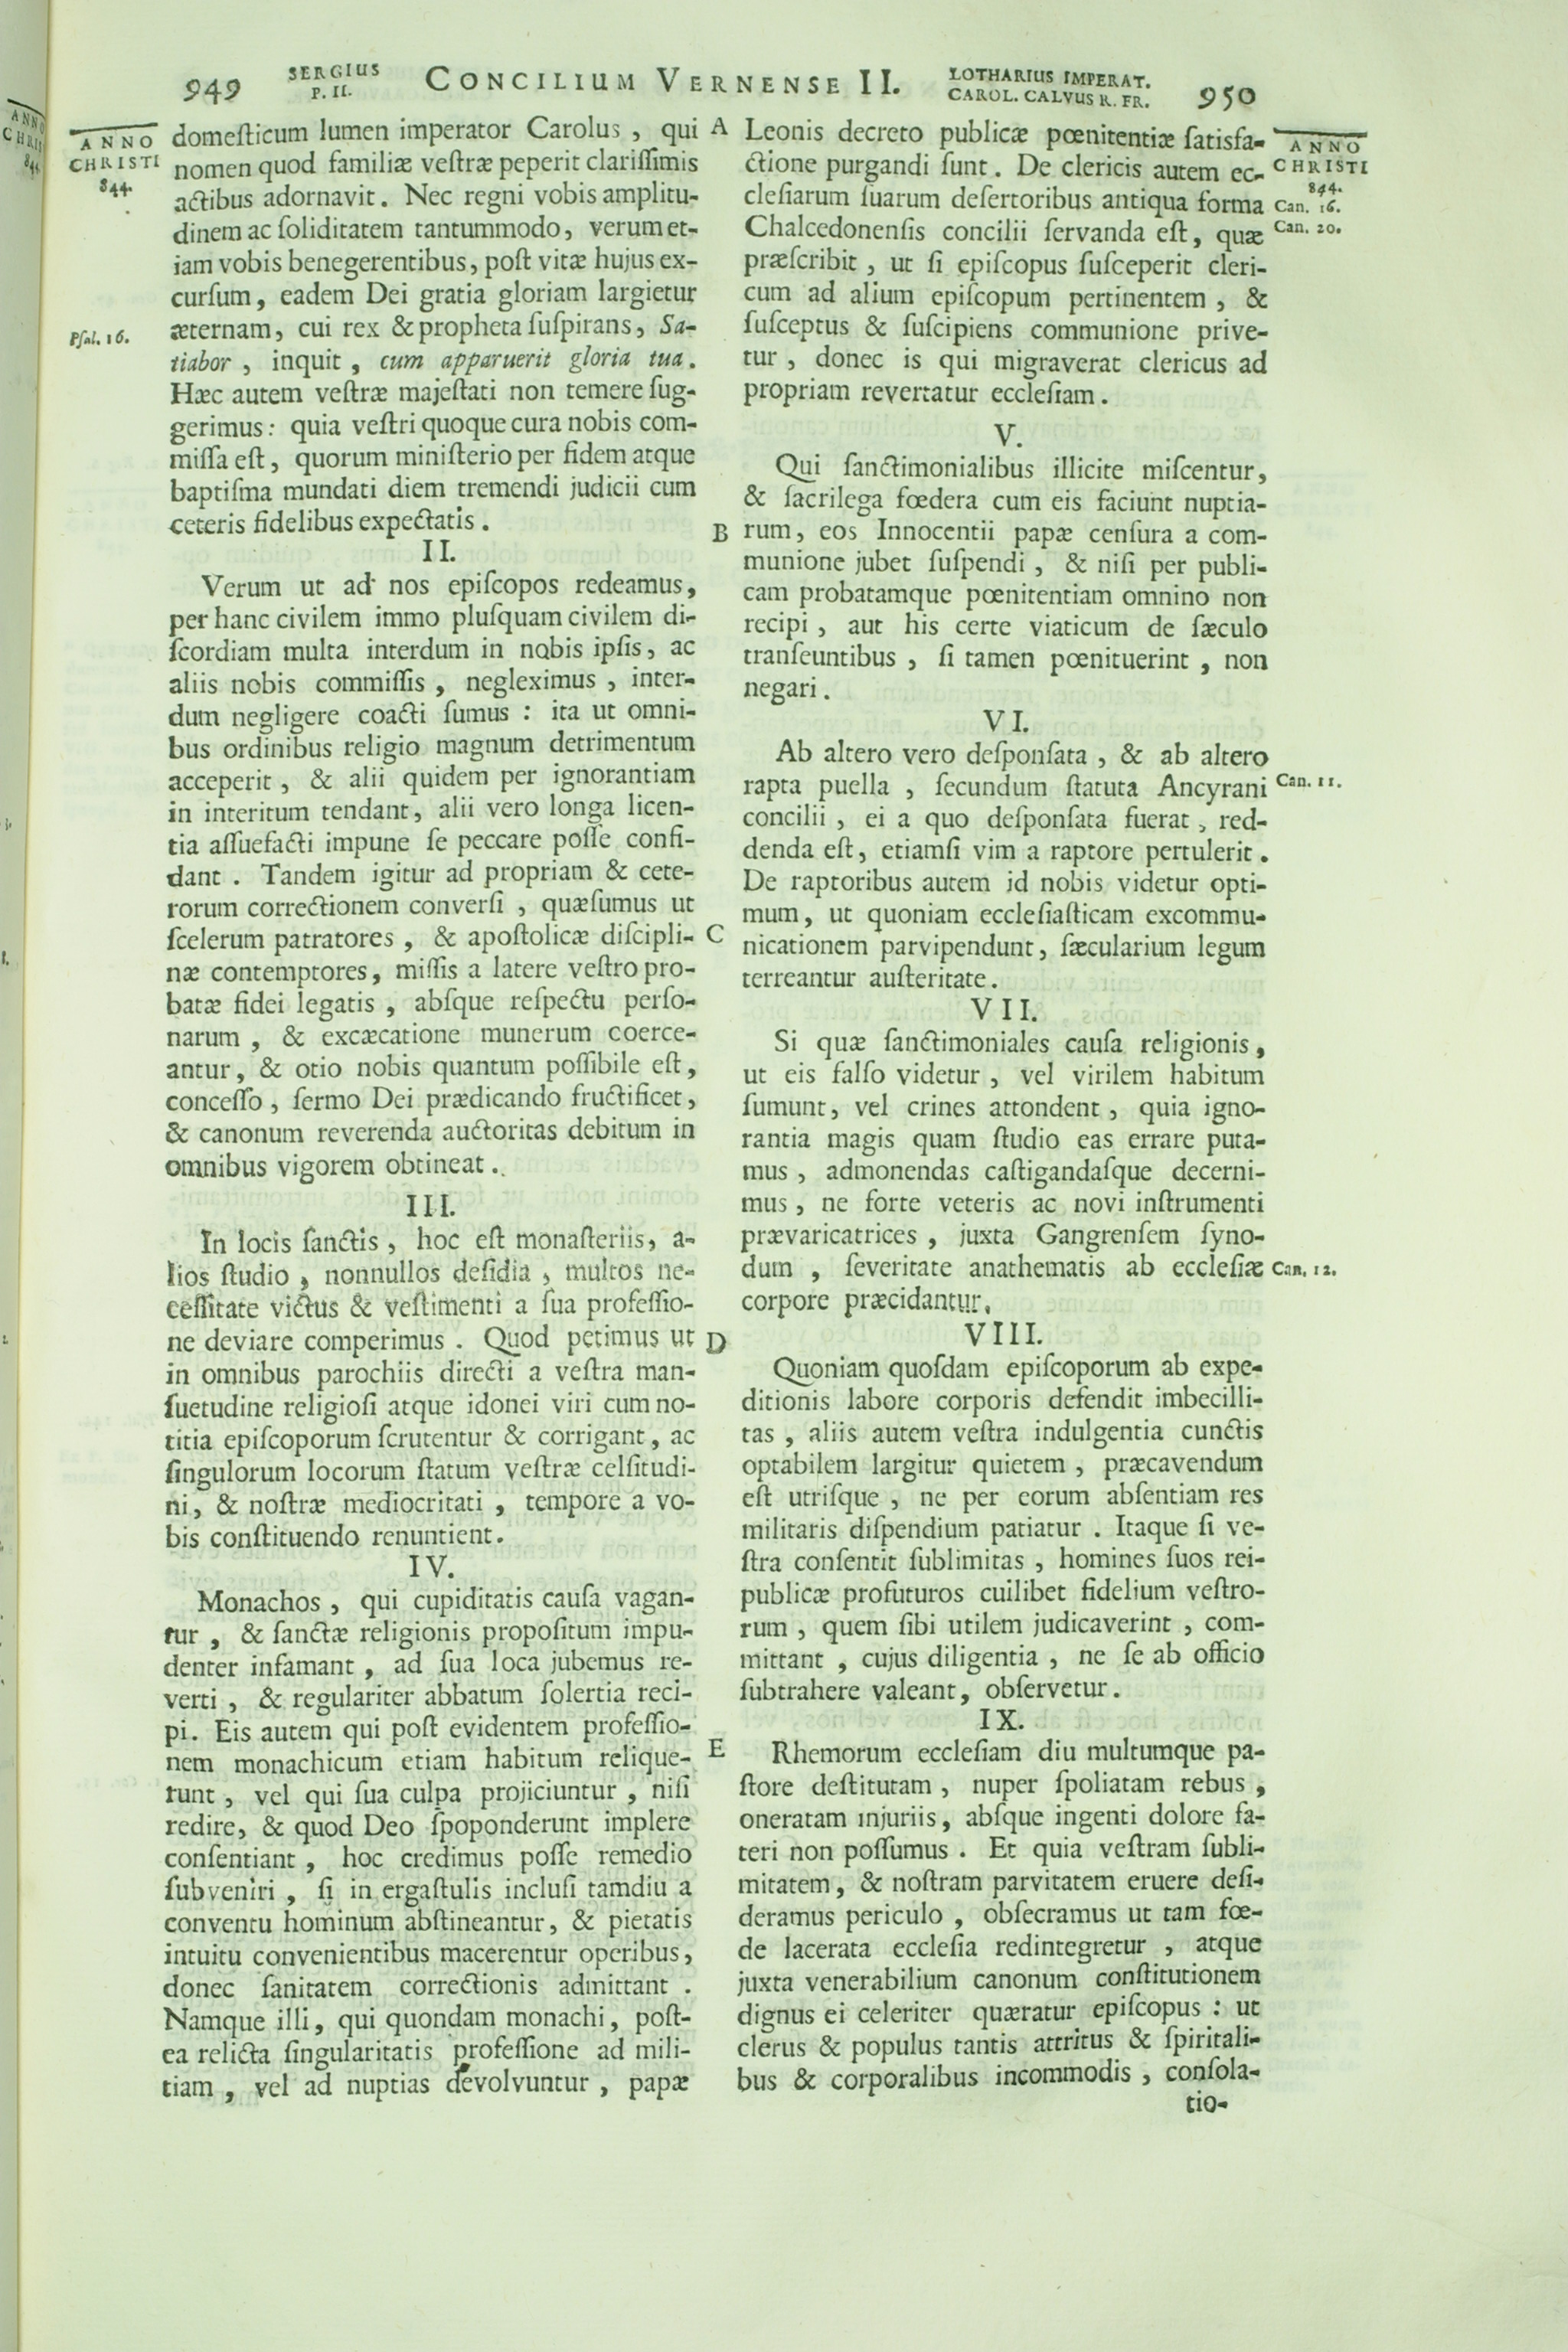 949
SERGIUS
P. II.
CONCILIUM VERNENSE II.
LOTHARIUS IMPERAT.
CAROL. CALVUS R. FR.
950
ANNO
CHRISTI
844.
domeſticum lumen imperator Carolus, qui
nomen quod familiæ veſtræ peperit clariſſimis
actibus adornavit. Nec regni vobis amplitu-
dinem ac ſoliditatem tantummodo, verum et-
iam vobis bene gerentibus, poſt vitæ hujus ex-
curſum, eadem Dei gratia gloriam largietur
Pſal. 16.
æternam, cui rex & propheta ſuſpirans, Sa-
tiabor, inquit, cum apparuerit gloria tua.
Hæc autem veſtræ majeſtati non temere ſug-
gerimus: quia veſtri quoque cura nobis com-
miſſa eſt, quorum miniſterio per fidem atque
baptiſma mundati diem tremendi judicii cum
ceteris fidelibus expectatis.
II.
Verum ut ad nos epiſcopos redeamus,
per hanc civilem immo pluſquam civilem di-
ſcordiam multa interdum in nobis ipſis, ac
aliis nobis commiſſis, negleximus, inter-
dum negligere coacti ſumus: ita ut omni-
bus ordinibus religio magnum detrimentum
acceperit, & alii quidem per ignorantiam
in interitum tendant, alii vero longa licen-
tia aſſuefacti impune ſe peccare poſſe confi-
dant. Tandem igitur ad propriam & cete-
rorum correctionem converſi, quæſumus ut
ſcelerum patratores, & apoſtolicæ diſcipli-
næ contemptores, miſſis a latere veſtro pro-
batæ fidei legatis, abſque reſpectu perſo-
narum, & excæcatione munerum coerce-
antur, & otio nobis quantum poſſibile eſt,
conceſſo, ſermo Dei prædicando fructificet,
& canonum reverenda auctoritas debitum in
omnibus vigorem obtineat.
III.
In locis ſanctis, hoc eſt monaſteriis, a-
lios ſtudio, nonnullos deſidia, multos ne-
ceſſitate victus & veſtimenti a ſua profeſſio-
ne deviare comperimus. Quod petimus ut
in omnibus parochiis directi a veſtra man-
ſuetudine religioſi atque idonei viri cum no-
titia epiſcoporum ſcrutentur & corrigant, ac
ſingulorum locorum ſtatum veſtræ celſitudi-
ni, & noſtræ mediocritati, tempore a vo-
bis conſtituendo renuntient.
IV.
Monachos, qui cupiditatis cauſa vagan-
tur, & ſanctæ religionis propoſitum impu-
denter infamant, ad ſua loca jubemus re-
verti, & regulariter abbatum ſolertia reci-
pi. Eis autem qui poſt evidentem profeſſio-
nem monachicum etiam habitum relique-
runt, vel qui ſua culpa projiciuntur, niſi
redire, & quod Deo ſpoponderunt implere
conſentiant, hoc credimus poſſe remedio
ſubveniri, ſi in ergaſtulis incluſi tamdiu a
conventu hominum abſtineantur, & pietatis
intuitu convenientibus macerentur operibus,
donec ſanitatem correctionis admittant.
Namque illi, qui quondam monachi, poſt-
ea relicta ſingularitatis profeſſione ad mili-
tiam, vel ad nuptias devolvuntur, papæ
A
B
C
D
E
Leonis decreto publicæ pœnitentiæ ſatisfa-
ctione purgandi ſunt. De clericis autem ec-
cleſiarum ſuarum deſertoribus antiqua forma
Chalcedonenſis concilii ſervanda eſt, quæ
præſcribit, ut ſi epiſcopus ſuſceperit cleri-
cum ad alium epiſcopum pertinentem, &
ſuſceptus & ſuſcipiens communione prive-
tur, donec is qui migraverat clericus ad
propriam revertatur eccleſiam.
ANNO
CHRISTI
844.
Can. 16.
Can. 20.
V.
Qui ſanctimonialibus illicite miſcentur,
& ſacrilega fœdera cum eis faciunt nuptia-
rum, eos Innocentii papæ cenſura a com-
munione jubet ſuſpendi, & niſi per publi-
cam probatamque pœnitentiam omnino non
recipi, aut his certe viaticum de ſæculo
tranſeuntibus, ſi tamen pœnituerint, non
negari.
VI.
Ab altero vero deſponſata, & ab altero
rapta puella, ſecundum ſtatuta Ancyrani
Can. 11.
concilii, ei a quo deſponſata fuerat, red-
denda eſt, etiamſi vim a raptore pertulerit.
De raptoribus autem id nobis videtur opti-
mum, ut quoniam eccleſiaſticam excommu-
nicationem parvipendunt, ſæcularium legum
terreantur auſteritate.
VII.
Si quæ ſanctimoniales cauſa religionis,
ut eis falſo videtur, vel virilem habitum
ſumunt, vel crines attondent, quia igno-
rantia magis quam ſtudio eas errare puta-
mus, admonendas caſtigandaſque decerni-
mus, ne forte veteris ac novi inſtrumenti
prævaricatrices, juxta Gangrenſem ſyno-
dum, ſeveritate anathematis ab eccleſiæ
Can. 12.
corpore præcidantur.
VIII.
Quoniam quoſdam epiſcoporum ab expe-
ditionis labore corporis defendit imbecilli-
tas, aliis autem veſtra indulgentia cunctis
optabilem largitur quietem, præcavendum
eſt utriſque, ne per eorum abſentiam res
militaris diſpendium patiatur. Itaque ſi ve-
ſtra conſentit ſublimitas, homines ſuos rei-
publicæ profuturos cuilibet fidelium veſtro-
rum, quem ſibi utilem judicaverint, com-
mittant, cujus diligentia, ne ſe ab officio
ſubtrahere valeant, obſervetur.
IX.
Rhemorum eccleſiam diu multumque pa-
ſtore deſtitutam, nuper ſpoliatam rebus,
oneratam injuriis, abſque ingenti dolore fa-
teri non poſſumus. Et quia veſtram ſubli-
mitatem, & noſtram parvitatem eruere deſi-
deramus periculo, obſecramus ut tam fœ-
de lacerata eccleſia redintegretur, atque
juxta venerabilium canonum conſtitutionem
dignus ei celeriter quæratur epiſcopus: ut
clerus & populus tantis attritus & ſpiritali-
bus & corporalibus incommodis, conſola-
tio-